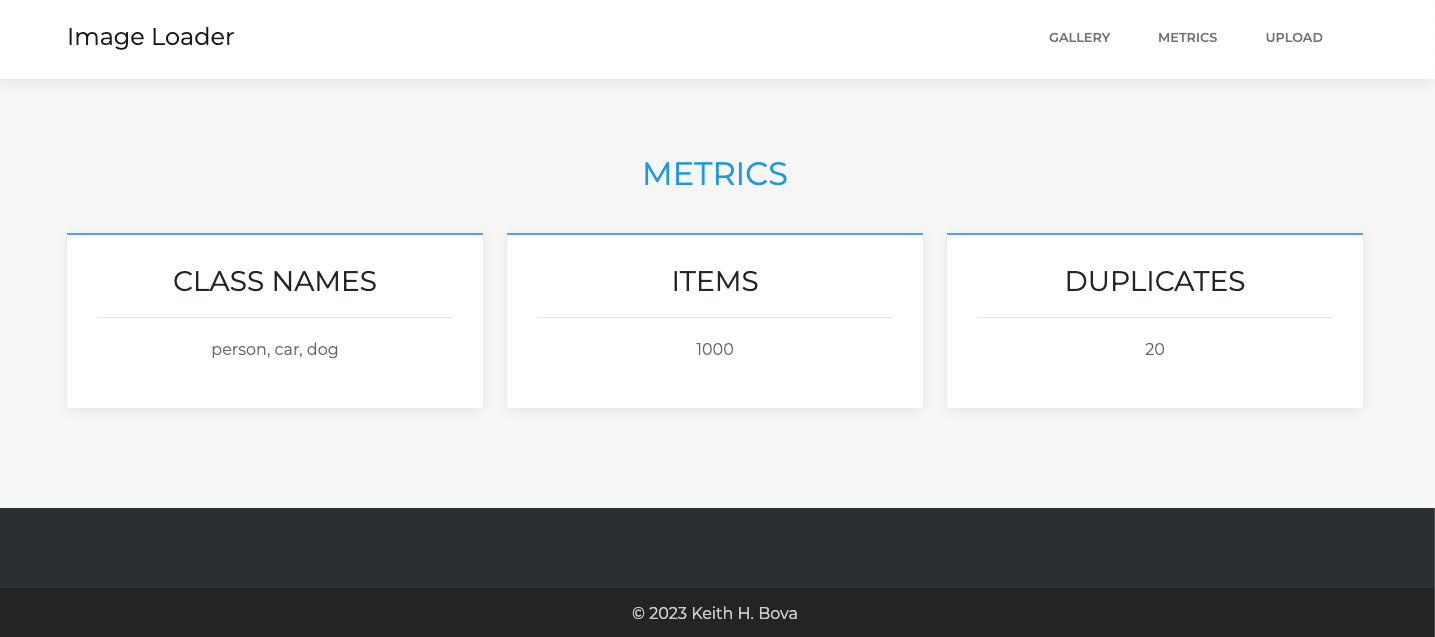 Image Loader
GALLERY METRICS UPLOAD
METRICS
CLASS NAMES
person, car, dog
ITEMS
1000
DUPLICATES
20
© 2023 Keith H. Bova